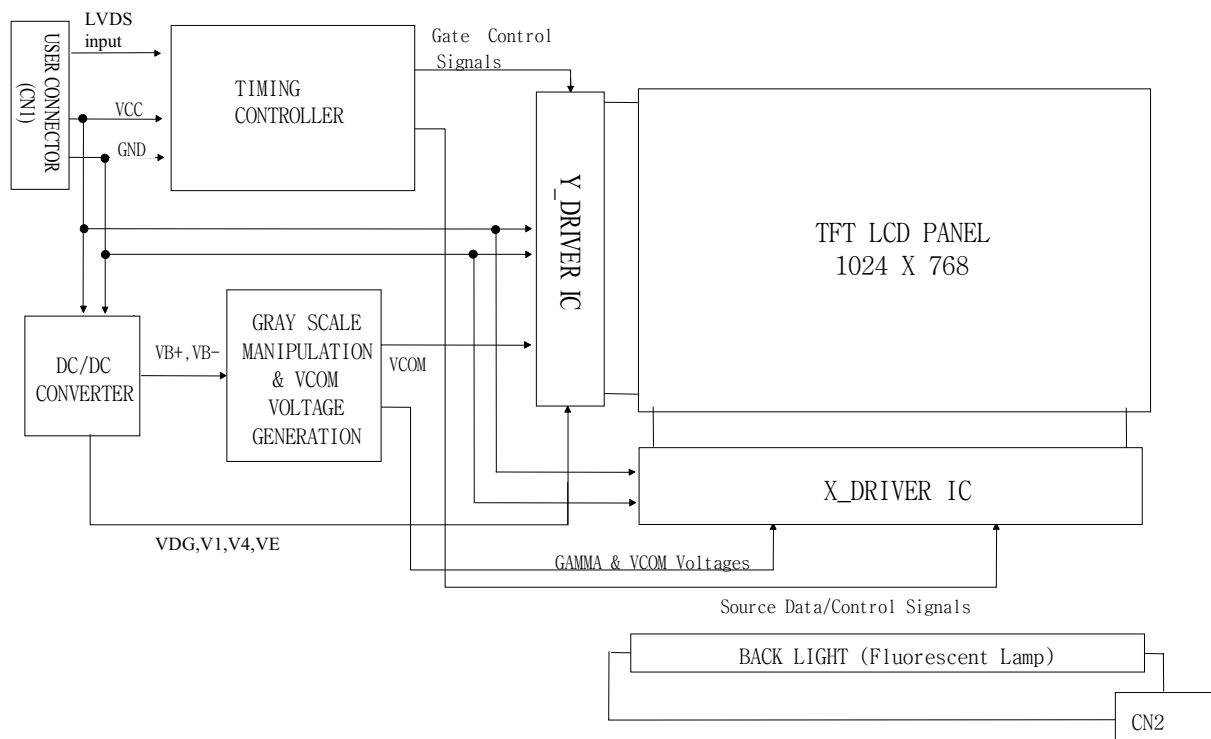 LVDS
input
USER CONNECTOR
(CN1)
VCC
GND
TIMING
CONTROLLER
Gate Control
Signals
Y_DRIVER IC
TFT LCD PANEL
1024 X 768
DC/DC
CONVERTER
VB+,VB-
GRAY SCALE
MANIPULATION
& VCOM
VOLTAGE
GENERATION
VCOM
X_DRIVER IC
VDG,V1,V4,VE
GAMMA & VCOM Voltages
Source Data/Control Signals
BACK LIGHT (Fluorescent Lamp)
CN2